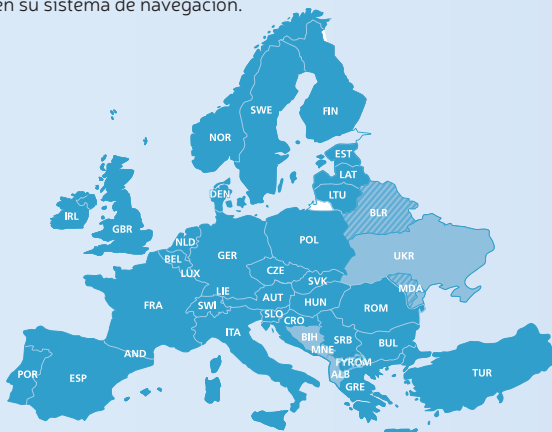 en su sistema de navegación.
SWE
FIN
NOR
EST
LAT
DEN
LTU
BLR
IRL
GBR
NLD
POL
BEL
GER
UKR
LUX
CZE
SVK
MDA
LIE
AUT
HUN
FRA
SWI
SLO
ROM
CRO
ITA
BIH
SRB
BUL
MNE
AND
FYROM
POR
ESP
ALB
TUR
GRE